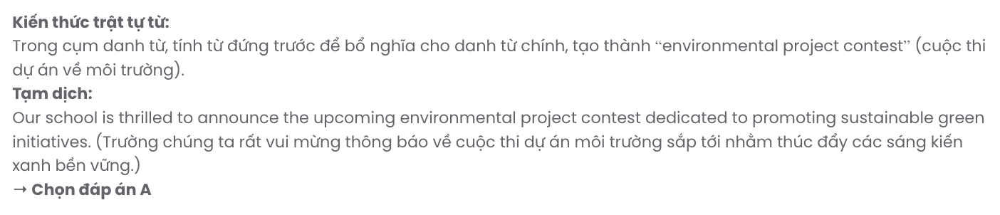 Kiến thức trật tự từ:
Trong cụm danh từ, tính từ đứng trước để bổ nghĩa cho danh từ chính, tạo thành “environmental project contest” (cuộc thi
dự án về môi trường).
Tạm dịch:
Our school is thrilled to announce the upcoming environmental project contest dedicated to promoting sustainable green
initiatives. (Trường chúng ta rất vui mừng thông báo về cuộc thi dự án môi trường sắp tới nhằm thúc đẩy các sáng kiến
xanh bền vững.)
→ Chọn đáp án A